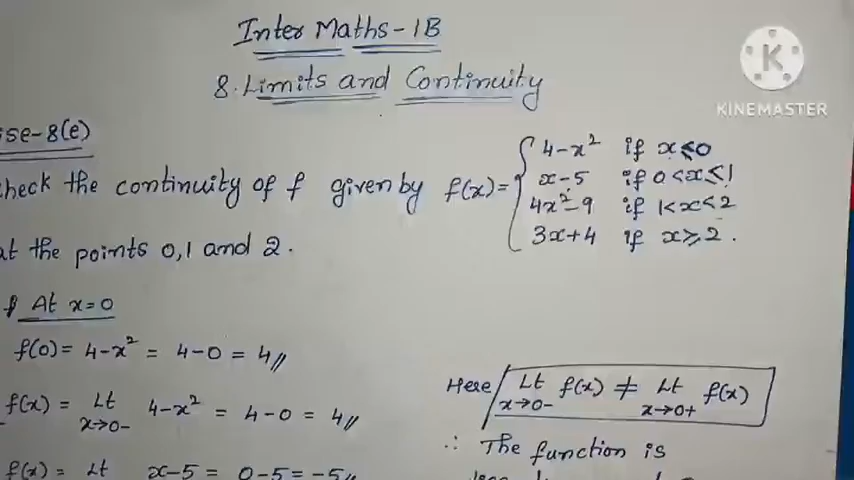 Inter Maths-1B
8. Limits and Continuity
KINEMASTER
se-8(e)
heck the continuity of f given by f(x)= { 4-x² if x≤0
x-5 if 0<x≤1
4x²-9 if 1<x<2
3x+4 if x≥2.
at the points 0,1 and 2.
At x=0
f(0)= 4-x² = 4-0 = 4//
f(x) = Lt x→0- 4-x² = 4-0 = 4//
f(x) = Lt x-5 = 0-5 = -5//
Here Lt x→0- f(x) ≠ Lt x→0+ f(x)
∴ The function is